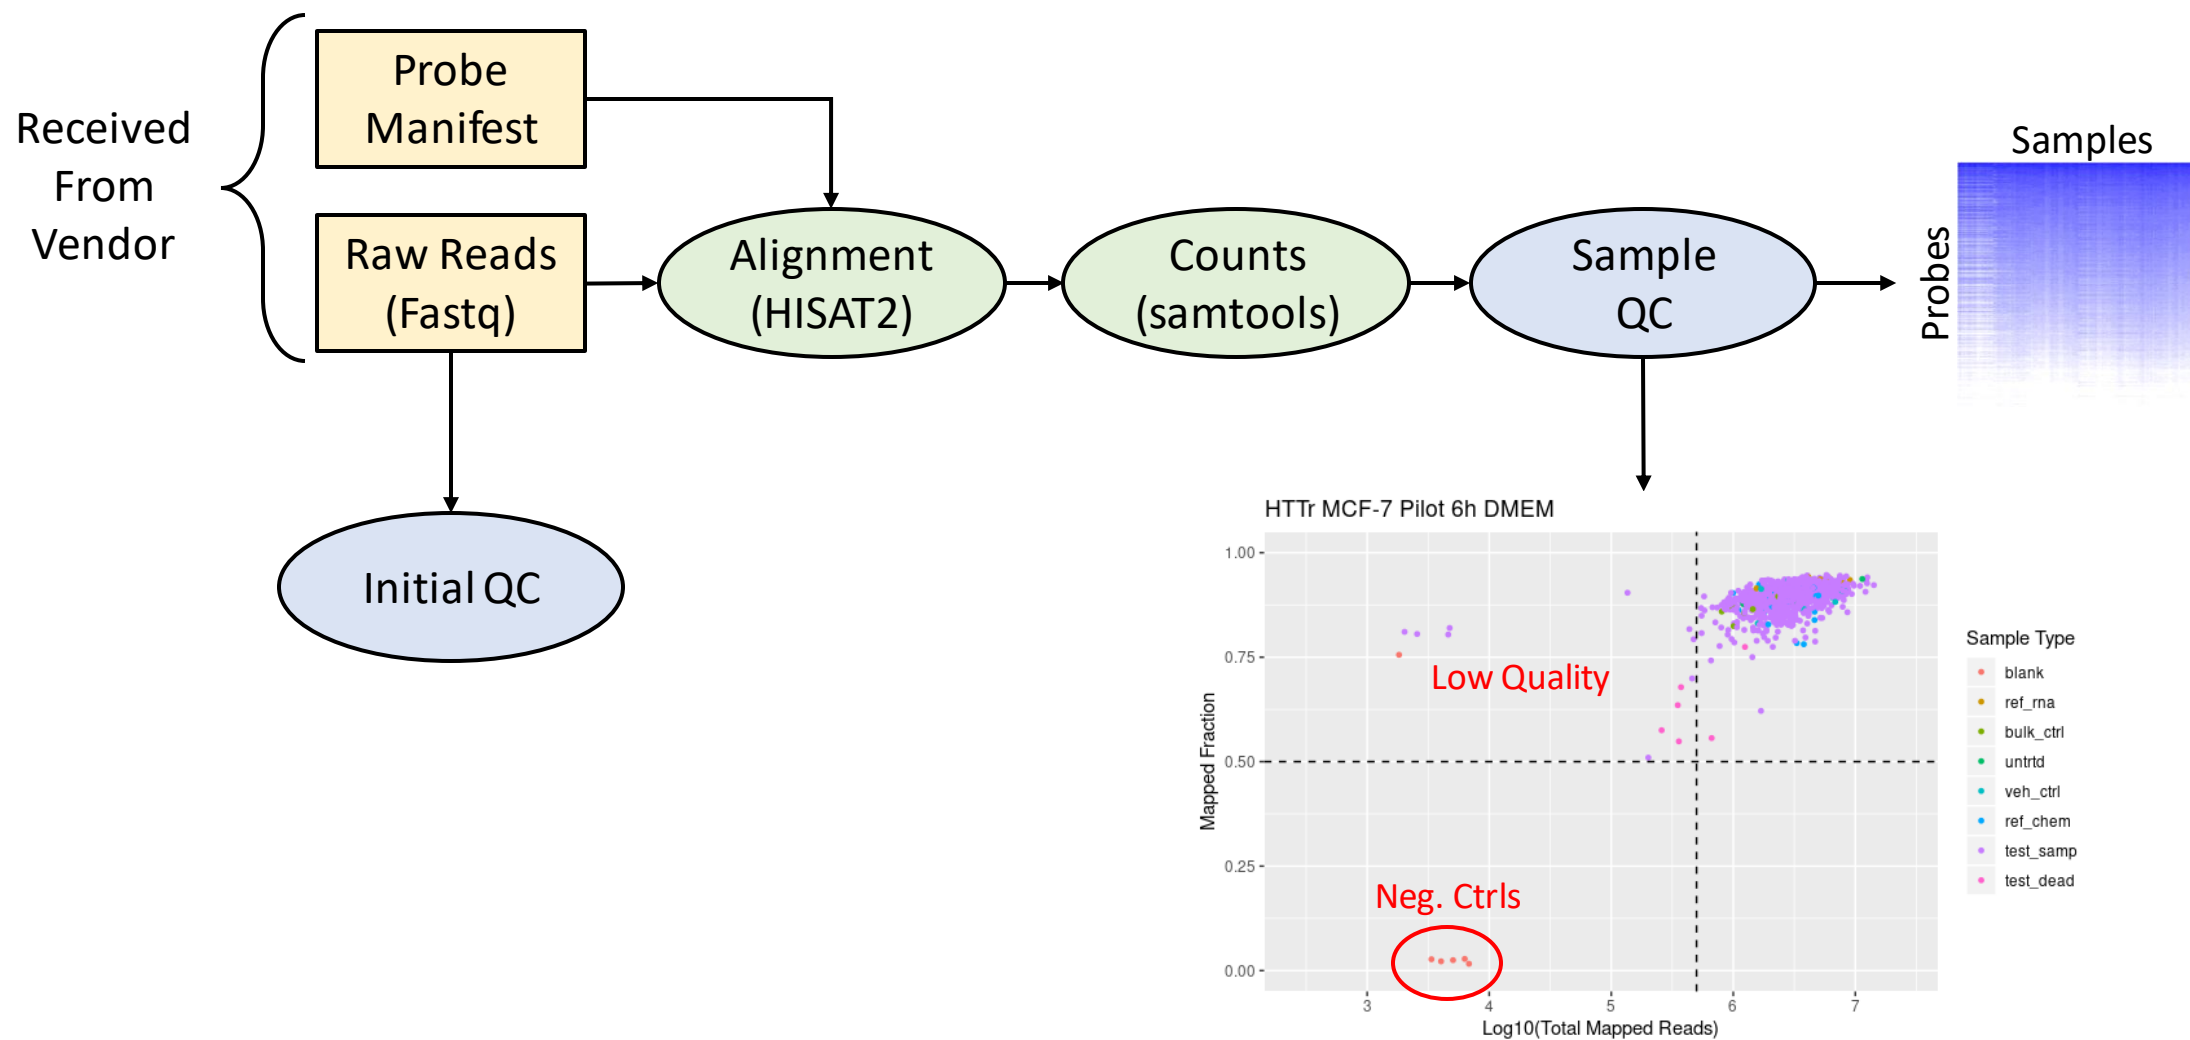 Received
From
Vendor
Probe
Manifest
Raw Reads
(Fastq)
Initial QC
Alignment
(HISAT2)
Counts
(samtools)
Sample
QC
Samples
Probes
HTTr MCF-7 Pilot 6h DMEM
Mapped Fraction
1.00
0.75
0.50
0.25
0.00
Low Quality
Neg. Ctrls
3 4 5 6 7
Log10(Total Mapped Reads)
Sample Type
blank
ref_rna
bulk_ctrl
untrtd
veh_ctrl
ref_chem
test_samp
test_dead